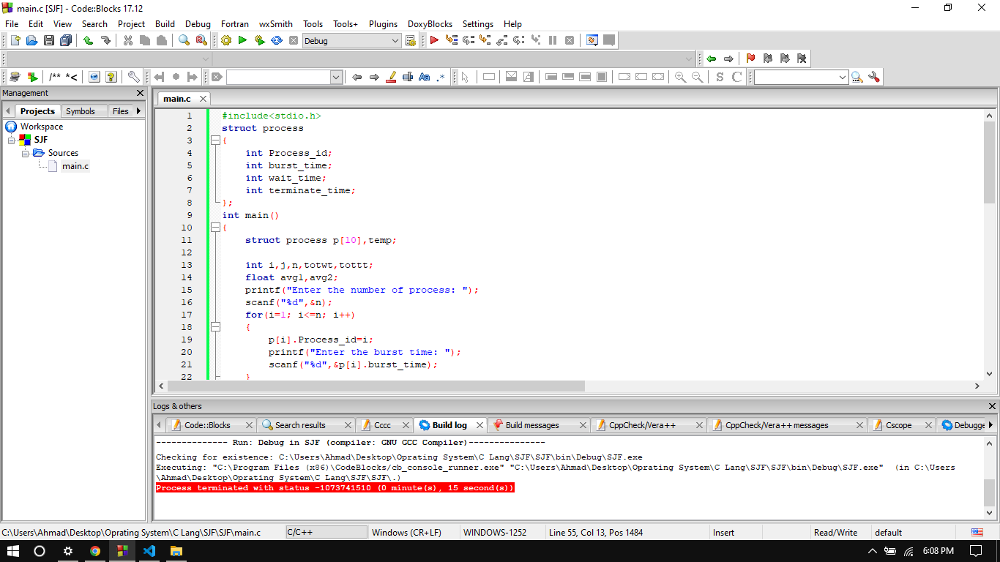 main.c [SJF] - Code::Blocks 17.12
File Edit View Search Project Build Debug Fortran wxSmith Tools Tools+ Plugins DoxyBlocks Settings Help
Debug
/** *<
Aa .*
S C
Management
Projects Symbols Files
Workspace
SJF
Sources
main.c
main.c
1 #include<stdio.h>
2 struct process
3 {
4 int Process_id;
5 int burst_time;
6 int wait_time;
7 int terminate_time;
8 };
9 int main()
10 {
11 struct process p[10],temp;
12
13 int i,j,n,totwt,tottt;
14 float avg1,avg2;
15 printf("Enter the number of process: ");
16 scanf("%d",&n);
17 for(i=1; i<=n; i++)
18 {
19 p[i].Process_id=i;
20 printf("Enter the burst time: ");
21 scanf("%d",&p[i].burst_time);
22 }
Logs & others
Code::Blocks Search results Cccc Build log Build messages CppCheck/Vera++ CppCheck/Vera++ messages Cscope Debugge
-------------- Run: Debug in SJF (compiler: GNU GCC Compiler)---------------
Checking for existence: C:\Users\Ahmad\Desktop\Oprating System\C Lang\SJF\SJF\bin\Debug\SJF.exe
Executing: "C:\Program Files (x86)\CodeBlocks/cb_console_runner.exe" "C:\Users\Ahmad\Desktop\Oprating System\C Lang\SJF\SJF\bin\Debug\SJF.exe"  (in C:\Users
\Ahmad\Desktop\Oprating System\C Lang\SJF\SJF\.)
Process terminated with status -1073741510 (0 minute(s), 15 second(s))
C:\Users\Ahmad\Desktop\Oprating System\C Lang\SJF\SJF\main.c C/C++ Windows (CR+LF) WINDOWS-1252 Line 55, Col 13, Pos 1484 Insert Read/Write default
6:08 PM